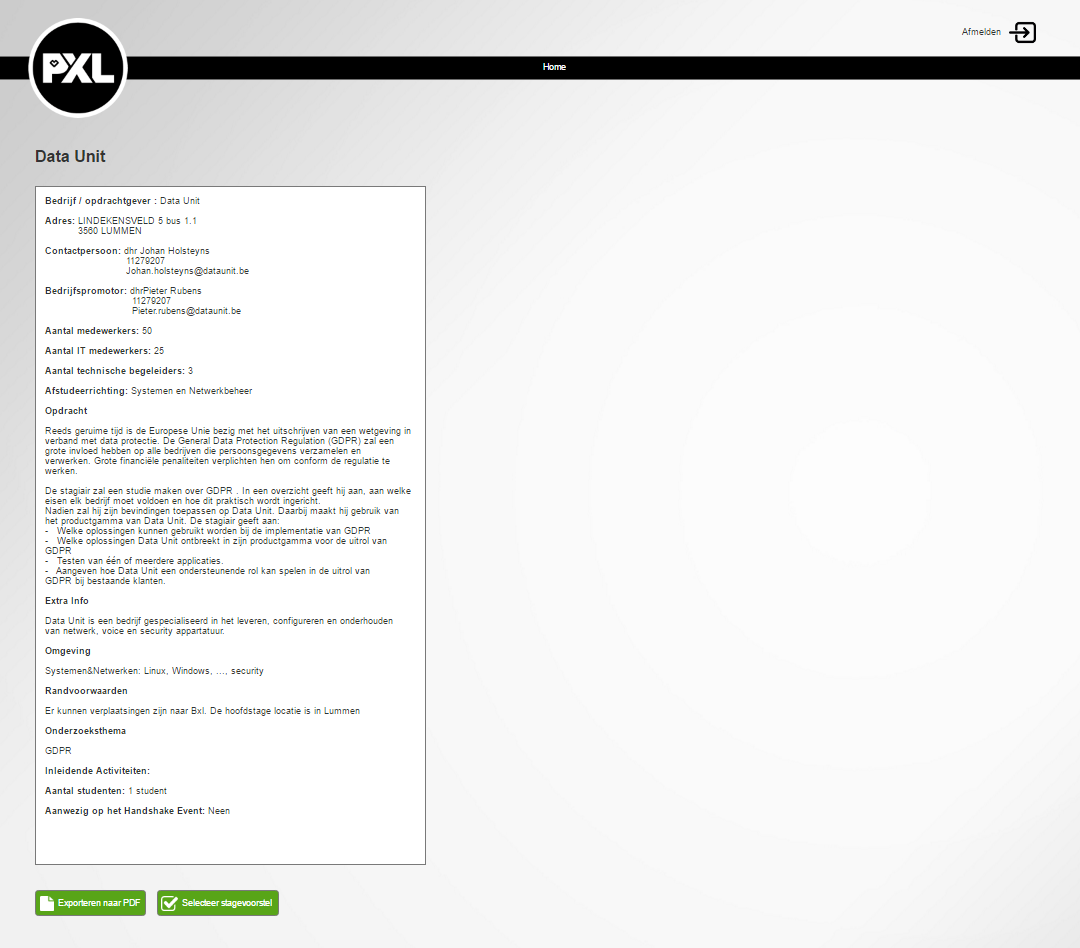 Afmelden
PXL
Home
Data Unit
Bedrijf / opdrachtgever : Data Unit
Adres: LINDEKENSVELD 5 bus 1.1
3560 LUMMEN
Contactpersoon: dhr Johan Holsteyns
11279207
Johan.holsteyns@dataunit.be
Bedrijfspromotor: dhrPieter Rubens
11279207
Pieter.rubens@dataunit.be
Aantal medewerkers: 50
Aantal IT medewerkers: 25
Aantal technische begeleiders: 3
Afstudeerrichting: Systemen en Netwerkbeheer
Opdracht
Reeds geruime tijd is de Europese Unie bezig met het uitschrijven van een wetgeving in
verband met data protectie. De General Data Protection Regulation (GDPR) zal een
grote invloed hebben op alle bedrijven die persoonsgegevens verzamelen en
verwerken. Grote financiële penaliteiten verplichten hen om conform de regulatie te
werken.
De stagiair zal een studie maken over GDPR . In een overzicht geeft hij aan, aan welke
eisen elk bedrijf moet voldoen en hoe dit praktisch wordt ingericht.
Nadien zal hij zijn bevindingen toepassen op Data Unit. Daarbij maakt hij gebruik van
het productgamma van Data Unit. De stagiair geeft aan:
- Welke oplossingen kunnen gebruikt worden bij de implementatie van GDPR
- Welke oplossingen Data Unit ontbreekt in zijn productgamma voor de uitrol van
GDPR
- Testen van één of meerdere applicaties.
- Aangeven hoe Data Unit een ondersteunende rol kan spelen in de uitrol van
GDPR bij bestaande klanten.
Extra Info
Data Unit is een bedrijf gespecialiseerd in het leveren, configureren en onderhouden
van netwerk, voice en security appartatuur.
Omgeving
Systemen&Netwerken: Linux, Windows, ..., security
Randvoorwaarden
Er kunnen verplaatsingen zijn naar Bxl. De hoofdstage locatie is in Lummen
Onderzoeksthema
GDPR
Inleidende Activiteiten:
Aantal studenten: 1 student
Aanwezig op het Handshake Event: Neen
Exporteren naar PDF
Selecteer stagevoorstel